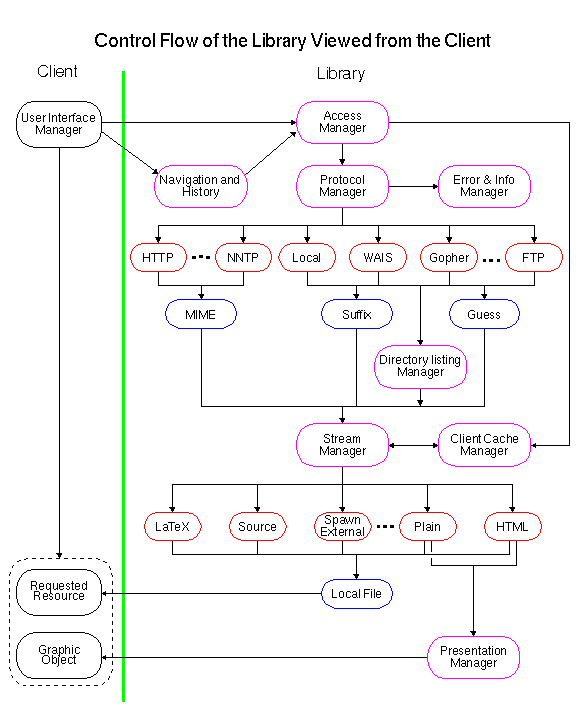 Control Flow of the Library Viewed from the Client
Client
Library
User Interface
Manager
Access
Manager
Navigation and
History
Protocol
Manager
Error & Info
Manager
HTTP
NNTP
Local
WAIS
Gopher
FTP
MIME
Suffix
Guess
Directory listing
Manager
Stream
Manager
Client Cache
Manager
LaTeX
Source
Spawn
External
Plain
HTML
Requested
Resource
Local File
Graphic
Object
Presentation
Manager